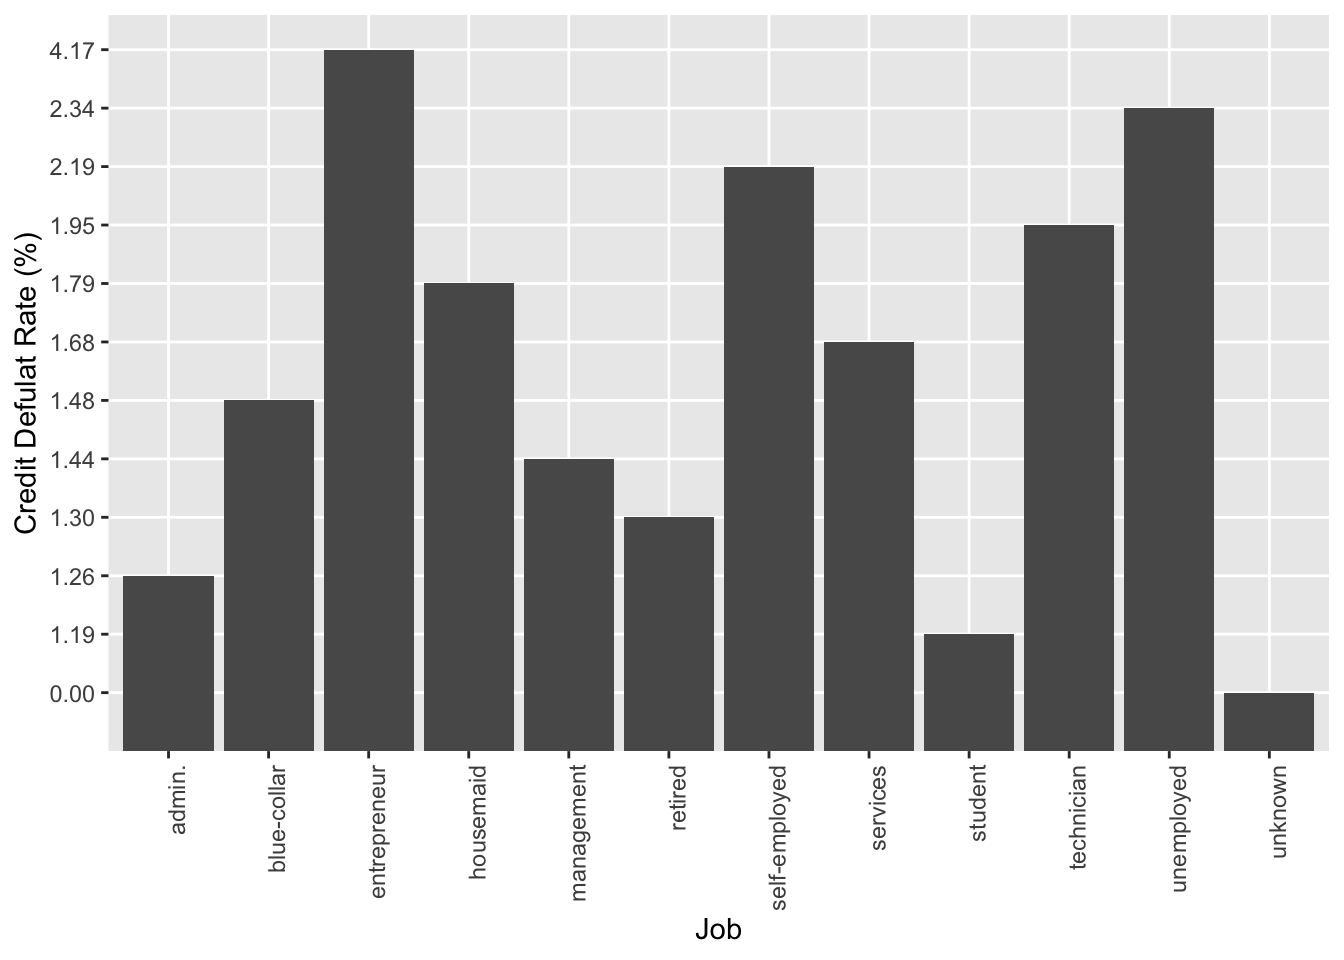 4.17
2.34
2.19
1.95
1.79
1.68
1.48
1.44
1.30
1.26
1.19
0.00
Credit Defulat Rate (%)
admin.
blue-collar
entrepreneur
housemaid
management
retired
self-employed
services
student
technician
unemployed
unknown
Job